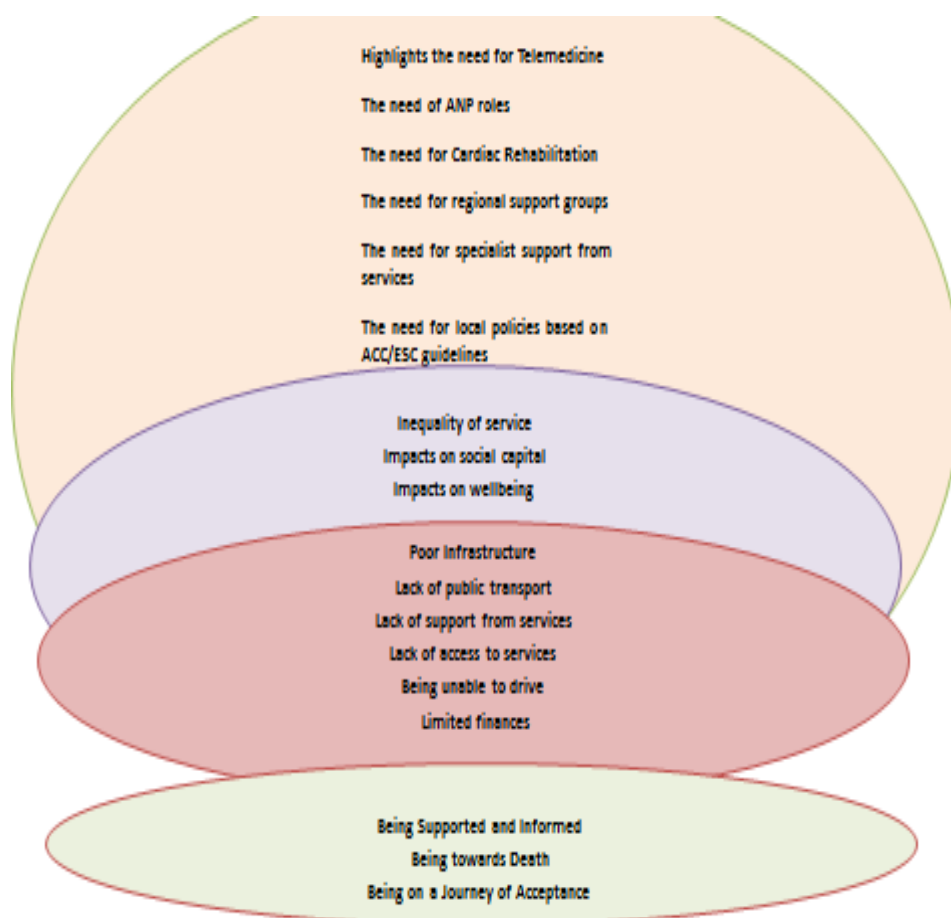 Highlights the need for Telemedicine
The need of ANP roles
The need for Cardiac Rehabilitation
The need for regional support groups
The need for specialist support from
services
The need for local policies based on
ACC/ESC guidelines
Inequality of service
Impacts on social capital
Impacts on wellbeing
Poor Infrastructure
Lack of public transport
Lack of support from services
Lack of access to services
Being unable to drive
Limited finances
Being Supported and Informed
Being towards Death
Being on a Journey of Acceptance